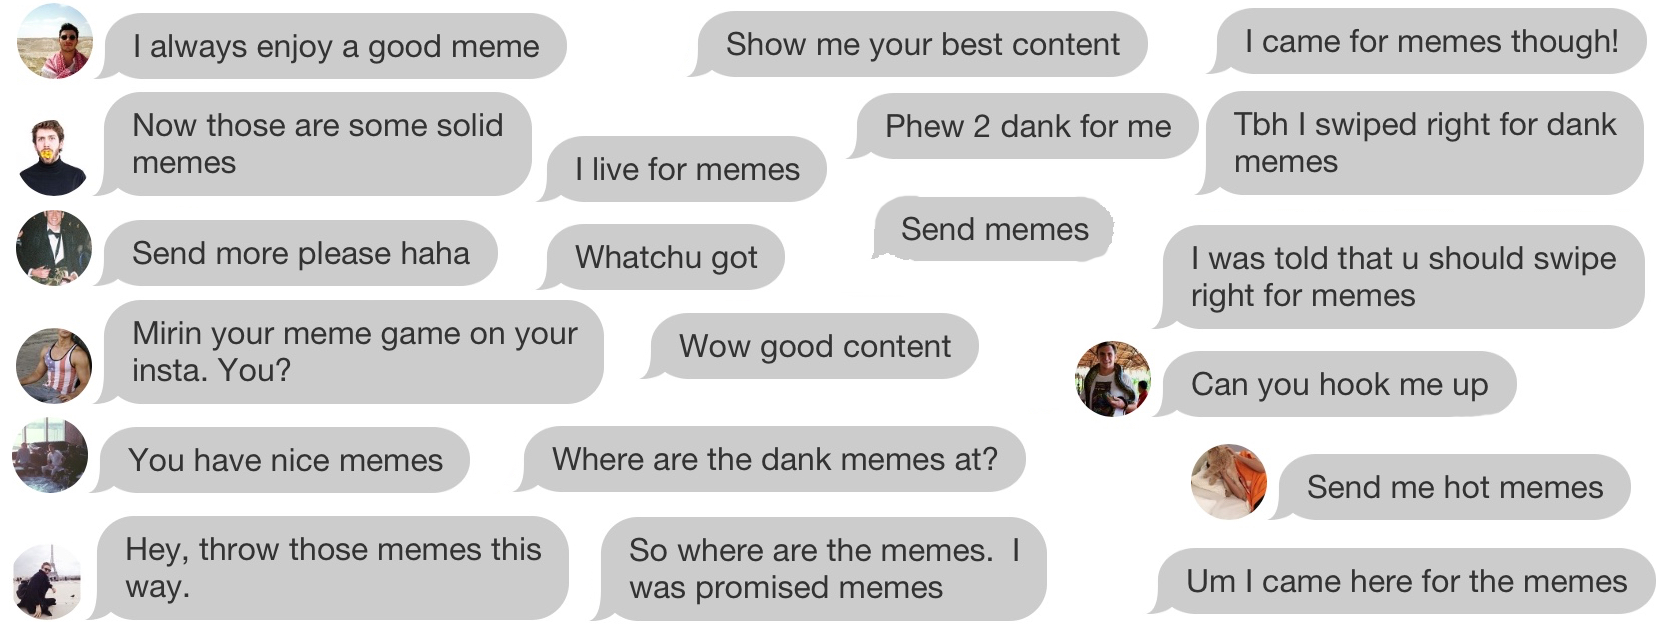 I always enjoy a good meme
Show me your best content
I came for memes though!
Now those are some solid
memes
I live for memes
Phew 2 dank for me
Tbh I swiped right for dank
memes
Send more please haha
Whatchu got
Send memes
I was told that u should swipe
right for memes
Mirin your meme game on your
insta. You?
Wow good content
Can you hook me up
You have nice memes
Where are the dank memes at?
Send me hot memes
Hey, throw those memes this
way.
So where are the memes.  I
was promised memes
Um I came here for the memes